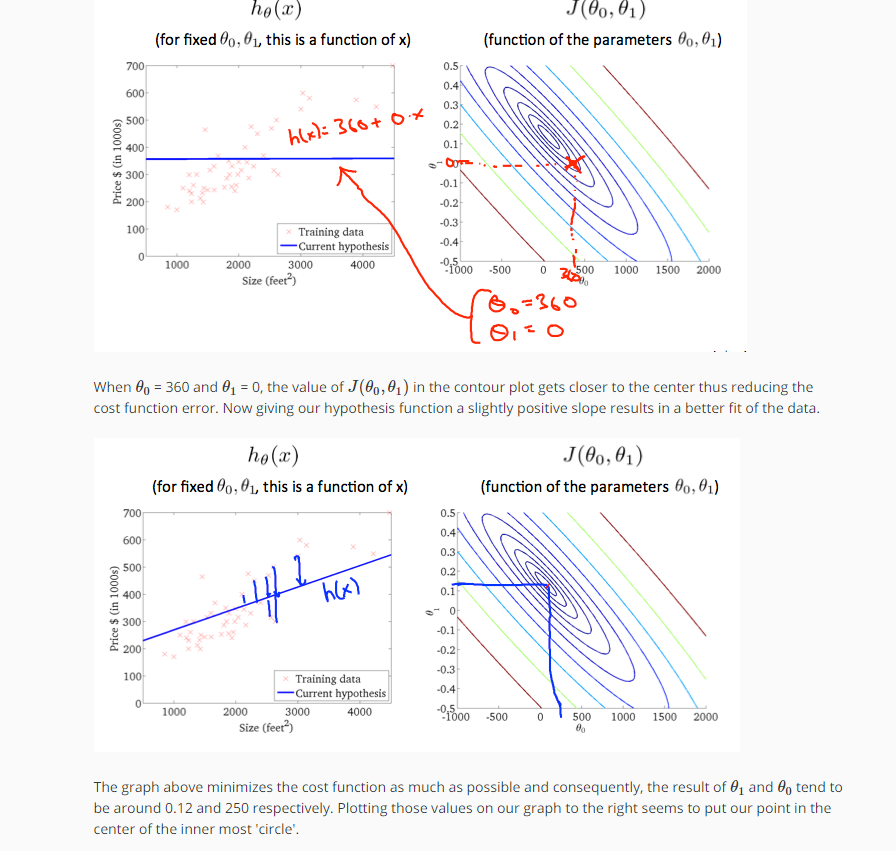 hθ(x)
J(θ0, θ1)
(for fixed θ0, θ1, this is a function of x)
(function of the parameters θ0, θ1)
700
600
500
400
300
200
100
0
Price $ (in 1000s)
1000 2000 3000 4000
Size (feet²)
h(x) = 360 + 0·x
Training data
Current hypothesis
0.5
0.4
0.3
0.2
0.1
0
-0.1
-0.2
-0.3
-0.4
-0.5
θ1
-1000 -500 0 500 1000 1500 2000
360
θ0
θ0 = 360
θ1 = 0
When θ0 = 360 and θ1 = 0, the value of J(θ0, θ1) in the contour plot gets closer to the center thus reducing the
cost function error. Now giving our hypothesis function a slightly positive slope results in a better fit of the data.
hθ(x)
J(θ0, θ1)
(for fixed θ0, θ1, this is a function of x)
(function of the parameters θ0, θ1)
700
600
500
400
300
200
100
0
Price $ (in 1000s)
1000 2000 3000 4000
Size (feet²)
h(x)
Training data
Current hypothesis
0.5
0.4
0.3
0.2
0.1
0
-0.1
-0.2
-0.3
-0.4
-0.5
θ1
-1000 -500 0 500 1000 1500 2000
θ0
The graph above minimizes the cost function as much as possible and consequently, the result of θ1 and θ0 tend to
be around 0.12 and 250 respectively. Plotting those values on our graph to the right seems to put our point in the
center of the inner most 'circle'.